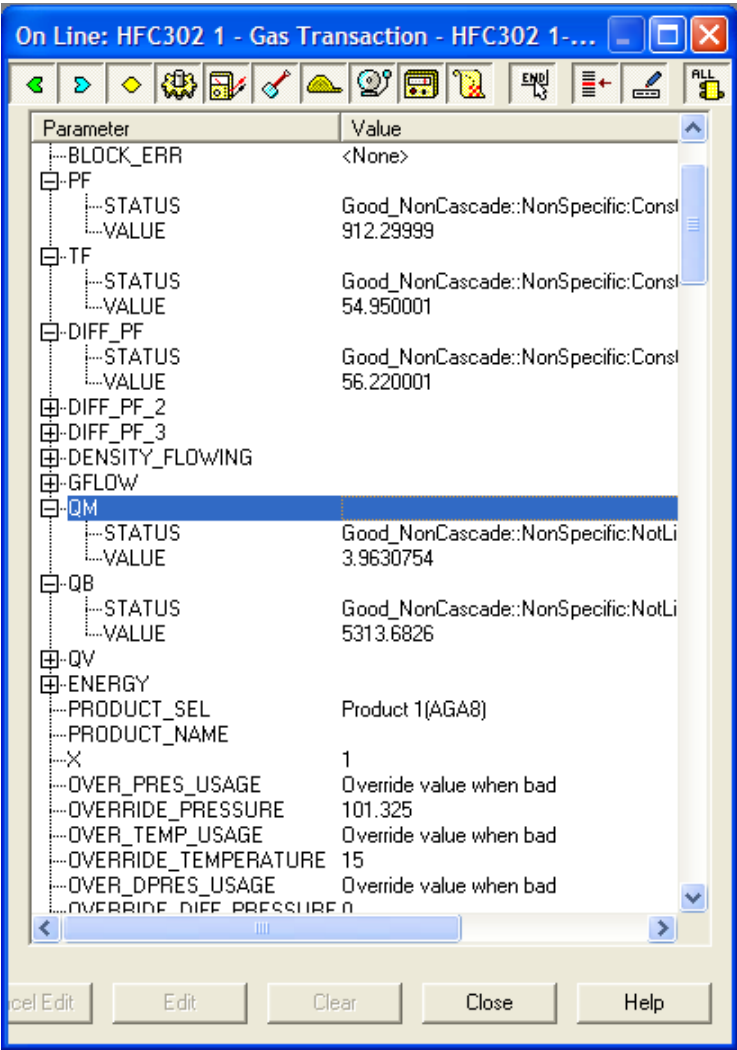 On Line: HFC302 1 - Gas Transaction - HFC302 1-...
END
ALL
Parameter Value
BLOCK_ERR <None>
PF
STATUS Good_NonCascade::NonSpecific:Const
VALUE 912.29999
TF
STATUS Good_NonCascade::NonSpecific:Const
VALUE 54.950001
DIFF_PF
STATUS Good_NonCascade::NonSpecific:Const
VALUE 56.220001
DIFF_PF_2
DIFF_PF_3
DENSITY_FLOWING
GFLOW
QM
STATUS Good_NonCascade::NonSpecific:NotLi
VALUE 3.9630754
QB
STATUS Good_NonCascade::NonSpecific:NotLi
VALUE 5313.6826
QV
ENERGY
PRODUCT_SEL Product 1(AGA8)
PRODUCT_NAME
X 1
OVER_PRES_USAGE Override value when bad
OVERRIDE_PRESSURE 101.325
OVER_TEMP_USAGE Override value when bad
OVERRIDE_TEMPERATURE 15
OVER_DPRES_USAGE Override value when bad
OVERRIDE_DIFF_PRESSURE 0
cel Edit Edit Clear Close Help